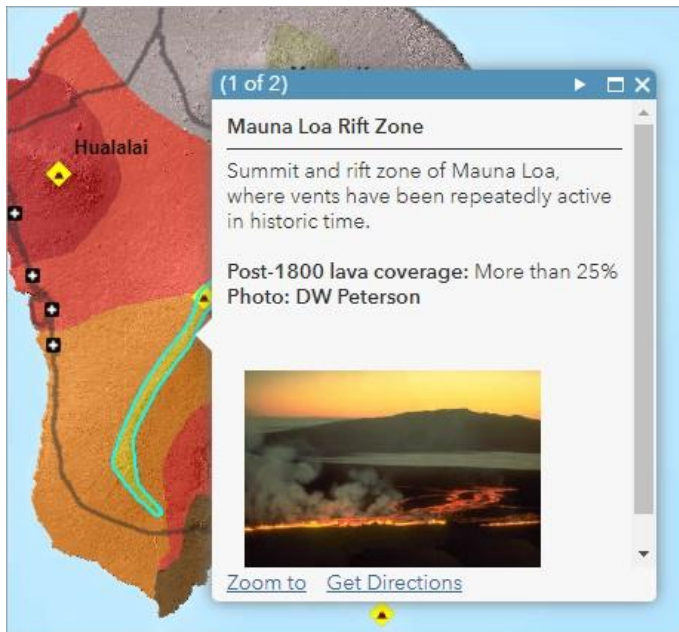 (1 of 2)
Hualalai
Mauna Loa Rift Zone
Summit and rift zone of Mauna Loa,
where vents have been repeatedly active
in historic time.
Post-1800 lava coverage: More than 25%
Photo: DW Peterson
Zoom to Get Directions